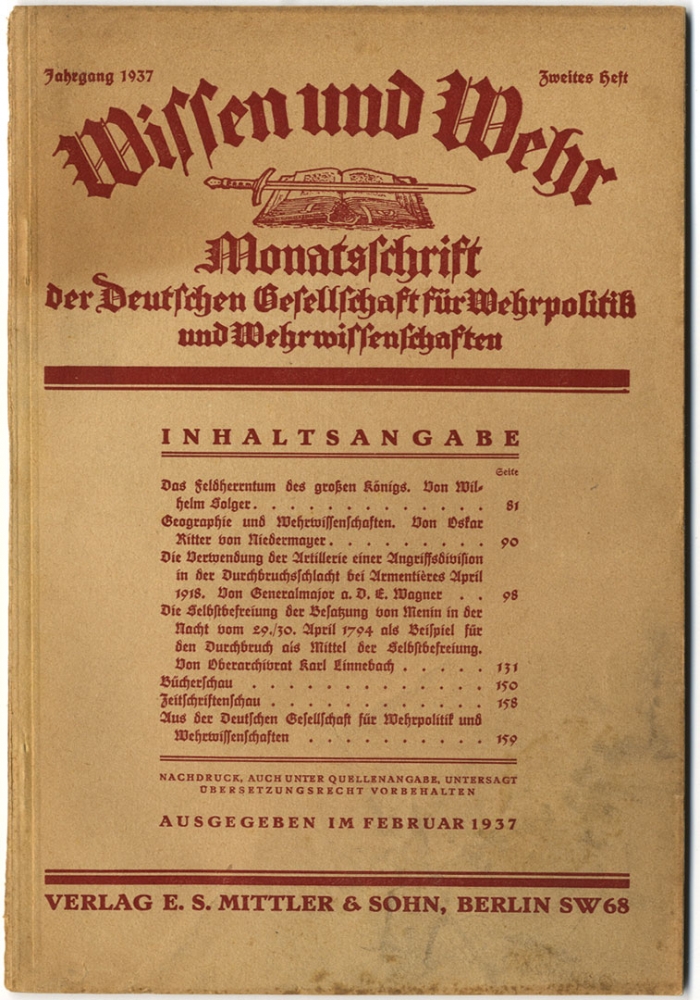 Jahrgang 1937
Zweites Heft
Wissen und Wehr
Monatsschrift
der Deutschen Gesellschaft für Wehrpolitik
und Wehrwissenschaften
INHALTSANGABE
Seite
Das Feldherrntum des großen Königs. Von Wil-
helm Solger. . . . . . . . . . . . . . 81
Geographie und Wehrwissenschaften. Von Oskar
Ritter von Niedermayer. . . . . . . . . 90
Die Verwendung der Artillerie einer Angriffsdivision
in der Durchbruchsschlacht bei Armentières April
1918. Von Generalmajor a. D. E. Wagner . . 98
Die Selbstbefreiung der Besatzung von Menin in der
Nacht vom 29./30. April 1794 als Beispiel für
den Durchbruch als Mittel der Selbstbefreiung.
Von Oberarchivrat Karl Linnebach . . . . . 131
Bücherschau . . . . . . . . . . . . . 150
Zeitschriftenschau . . . . . . . . . . . . 158
Aus der Deutschen Gesellschaft für Wehrpolitik und
Wehrwissenschaften . . . . . . . . . . 159
NACHDRUCK, AUCH UNTER QUELLENANGABE, UNTERSAGT
ÜBERSETZUNGSRECHT VORBEHALTEN
AUSGEGEBEN IM FEBRUAR 1937
VERLAG E. S. MITTLER & SOHN, BERLIN SW68